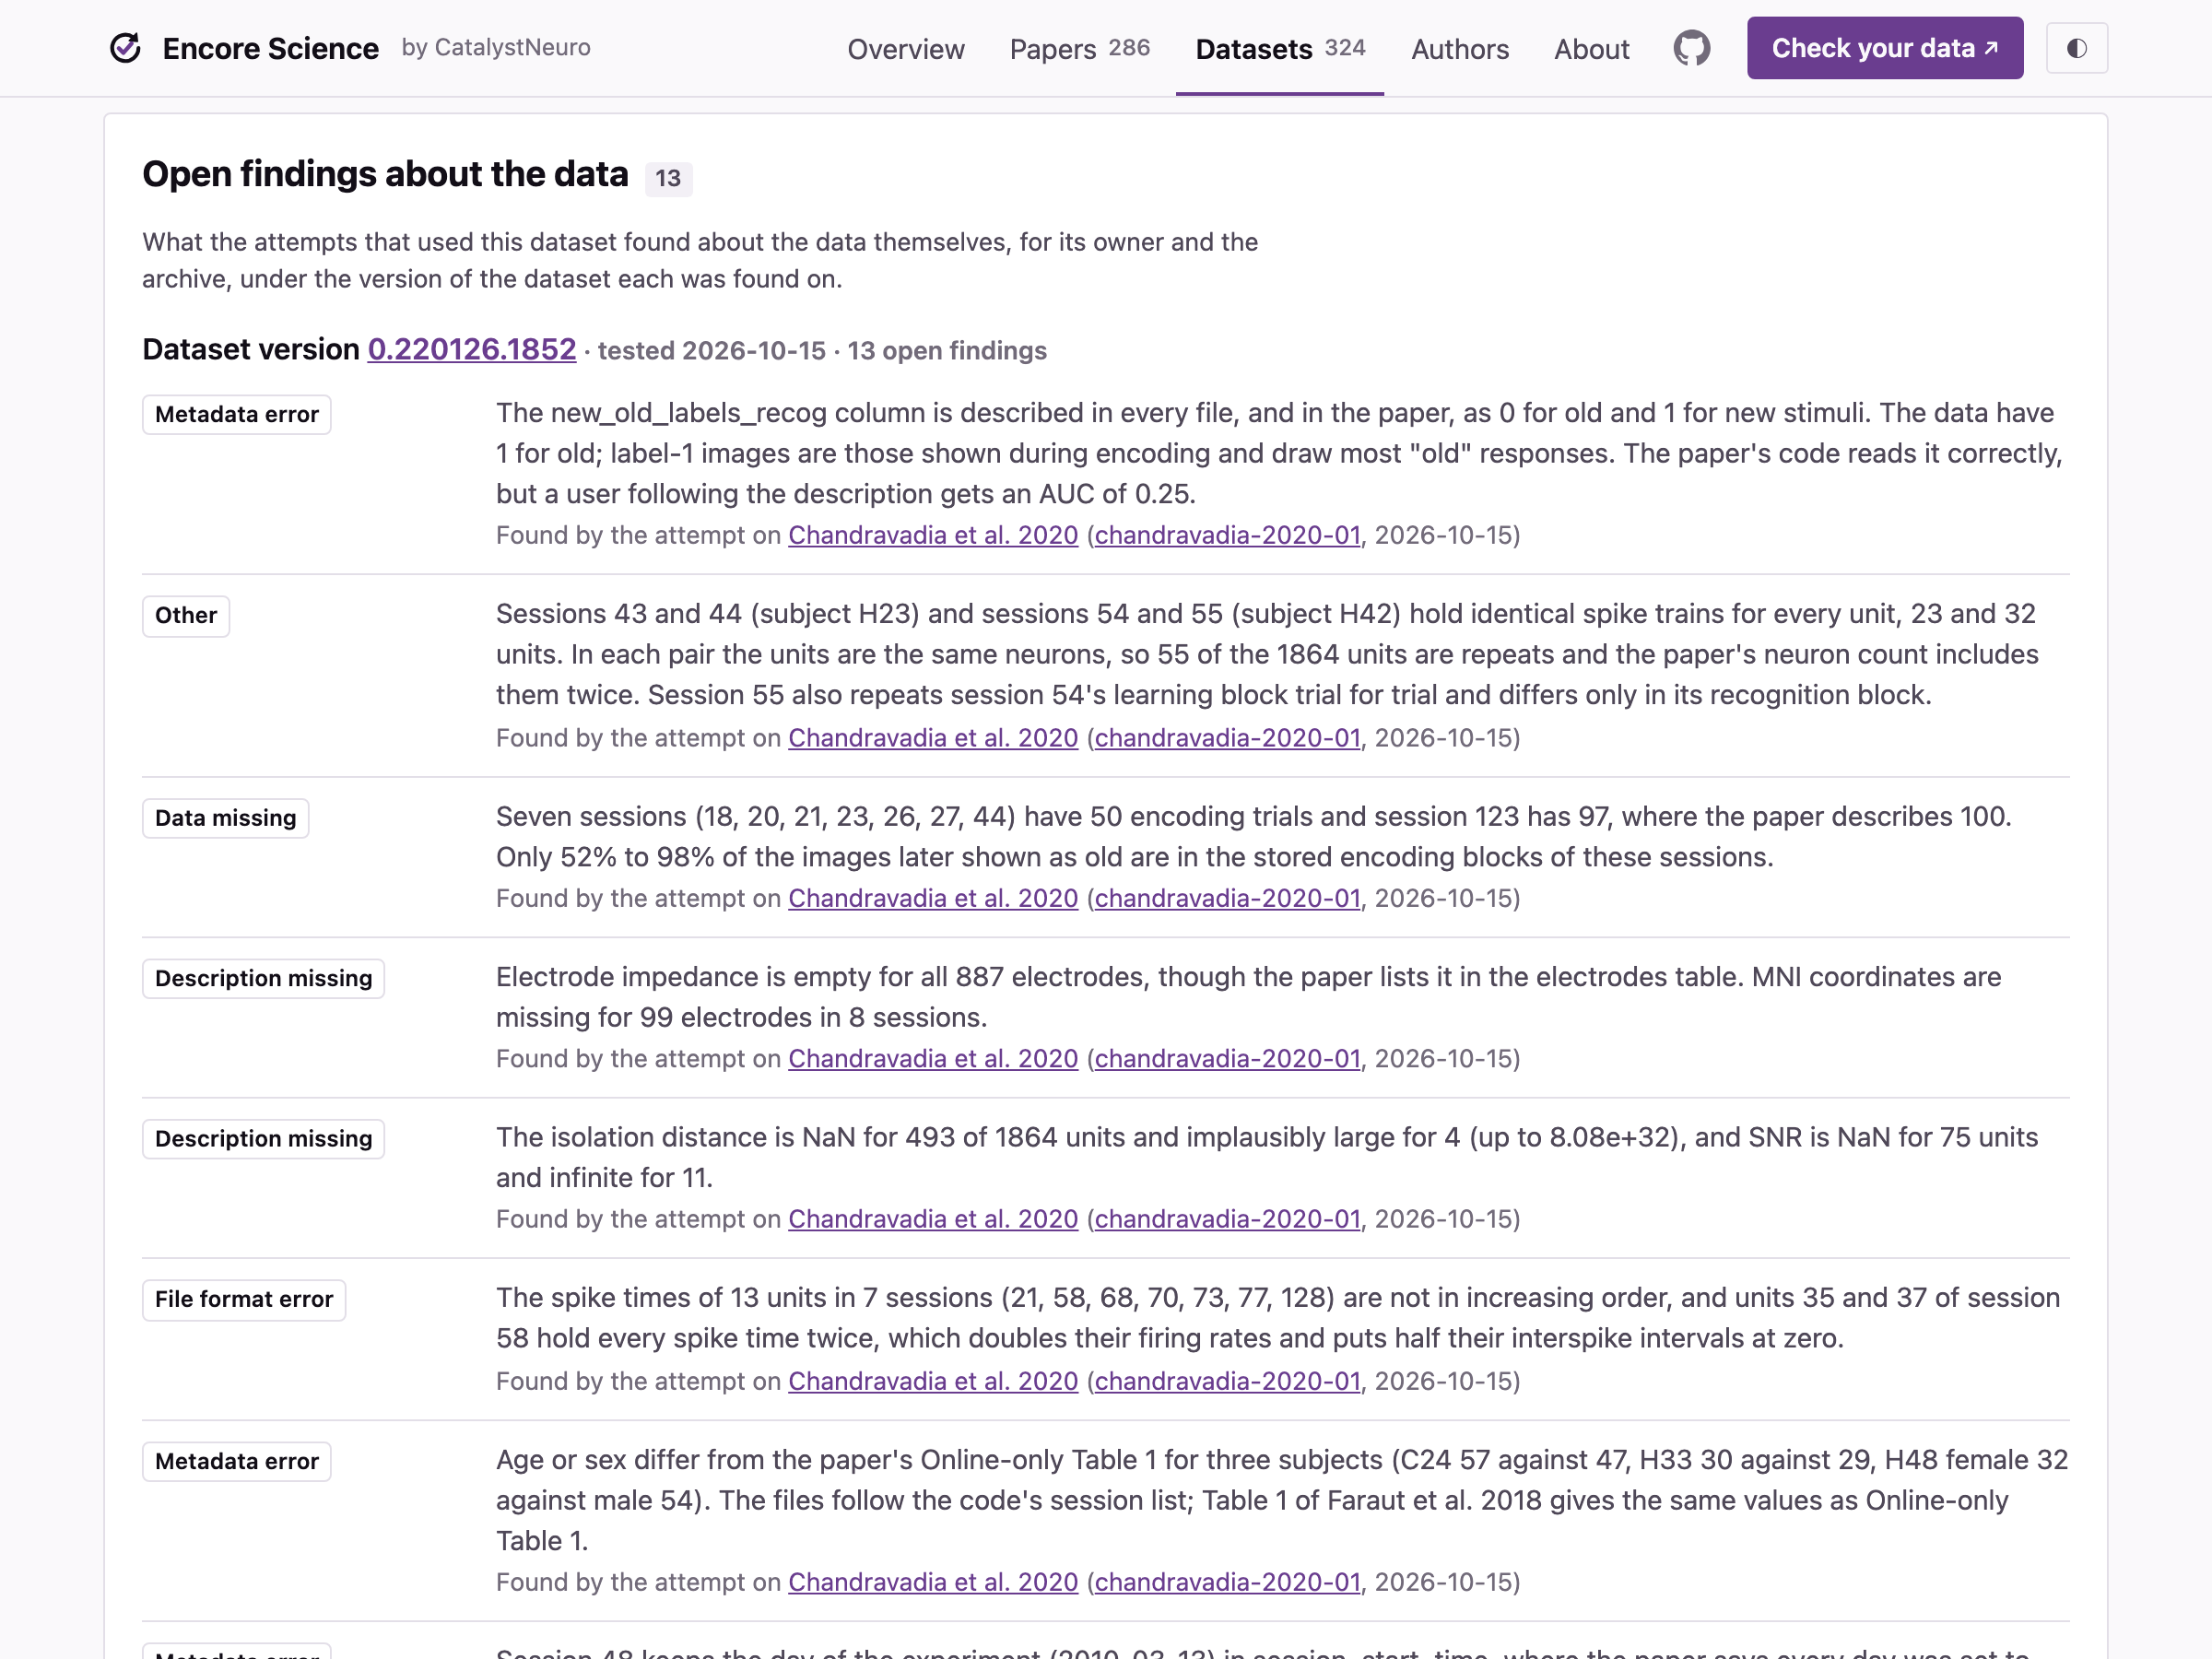 Encore Science by CatalystNeuro Overview Papers 286 Datasets 324 Authors About Check your data ↗
Open findings about the data 13
What the attempts that used this dataset found about the data themselves, for its owner and the
archive, under the version of the dataset each was found on.
Dataset version 0.220126.1852 · tested 2026-10-15 · 13 open findings
Metadata error
The new_old_labels_recog column is described in every file, and in the paper, as 0 for old and 1 for new stimuli. The data have
1 for old; label-1 images are those shown during encoding and draw most "old" responses. The paper's code reads it correctly,
but a user following the description gets an AUC of 0.25.
Found by the attempt on Chandravadia et al. 2020 (chandravadia-2020-01, 2026-10-15)
Other
Sessions 43 and 44 (subject H23) and sessions 54 and 55 (subject H42) hold identical spike trains for every unit, 23 and 32
units. In each pair the units are the same neurons, so 55 of the 1864 units are repeats and the paper's neuron count includes
them twice. Session 55 also repeats session 54's learning block trial for trial and differs only in its recognition block.
Found by the attempt on Chandravadia et al. 2020 (chandravadia-2020-01, 2026-10-15)
Data missing
Seven sessions (18, 20, 21, 23, 26, 27, 44) have 50 encoding trials and session 123 has 97, where the paper describes 100.
Only 52% to 98% of the images later shown as old are in the stored encoding blocks of these sessions.
Found by the attempt on Chandravadia et al. 2020 (chandravadia-2020-01, 2026-10-15)
Description missing
Electrode impedance is empty for all 887 electrodes, though the paper lists it in the electrodes table. MNI coordinates are
missing for 99 electrodes in 8 sessions.
Found by the attempt on Chandravadia et al. 2020 (chandravadia-2020-01, 2026-10-15)
Description missing
The isolation distance is NaN for 493 of 1864 units and implausibly large for 4 (up to 8.08e+32), and SNR is NaN for 75 units
and infinite for 11.
Found by the attempt on Chandravadia et al. 2020 (chandravadia-2020-01, 2026-10-15)
File format error
The spike times of 13 units in 7 sessions (21, 58, 68, 70, 73, 77, 128) are not in increasing order, and units 35 and 37 of session
58 hold every spike time twice, which doubles their firing rates and puts half their interspike intervals at zero.
Found by the attempt on Chandravadia et al. 2020 (chandravadia-2020-01, 2026-10-15)
Metadata error
Age or sex differ from the paper's Online-only Table 1 for three subjects (C24 57 against 47, H33 30 against 29, H48 female 32
against male 54). The files follow the code's session list; Table 1 of Faraut et al. 2018 gives the same values as Online-only
Table 1.
Found by the attempt on Chandravadia et al. 2020 (chandravadia-2020-01, 2026-10-15)
Metadata error
Session 48 keeps the day of the experiment (2010-03-13) in session_start_time, where the paper says every day was set to